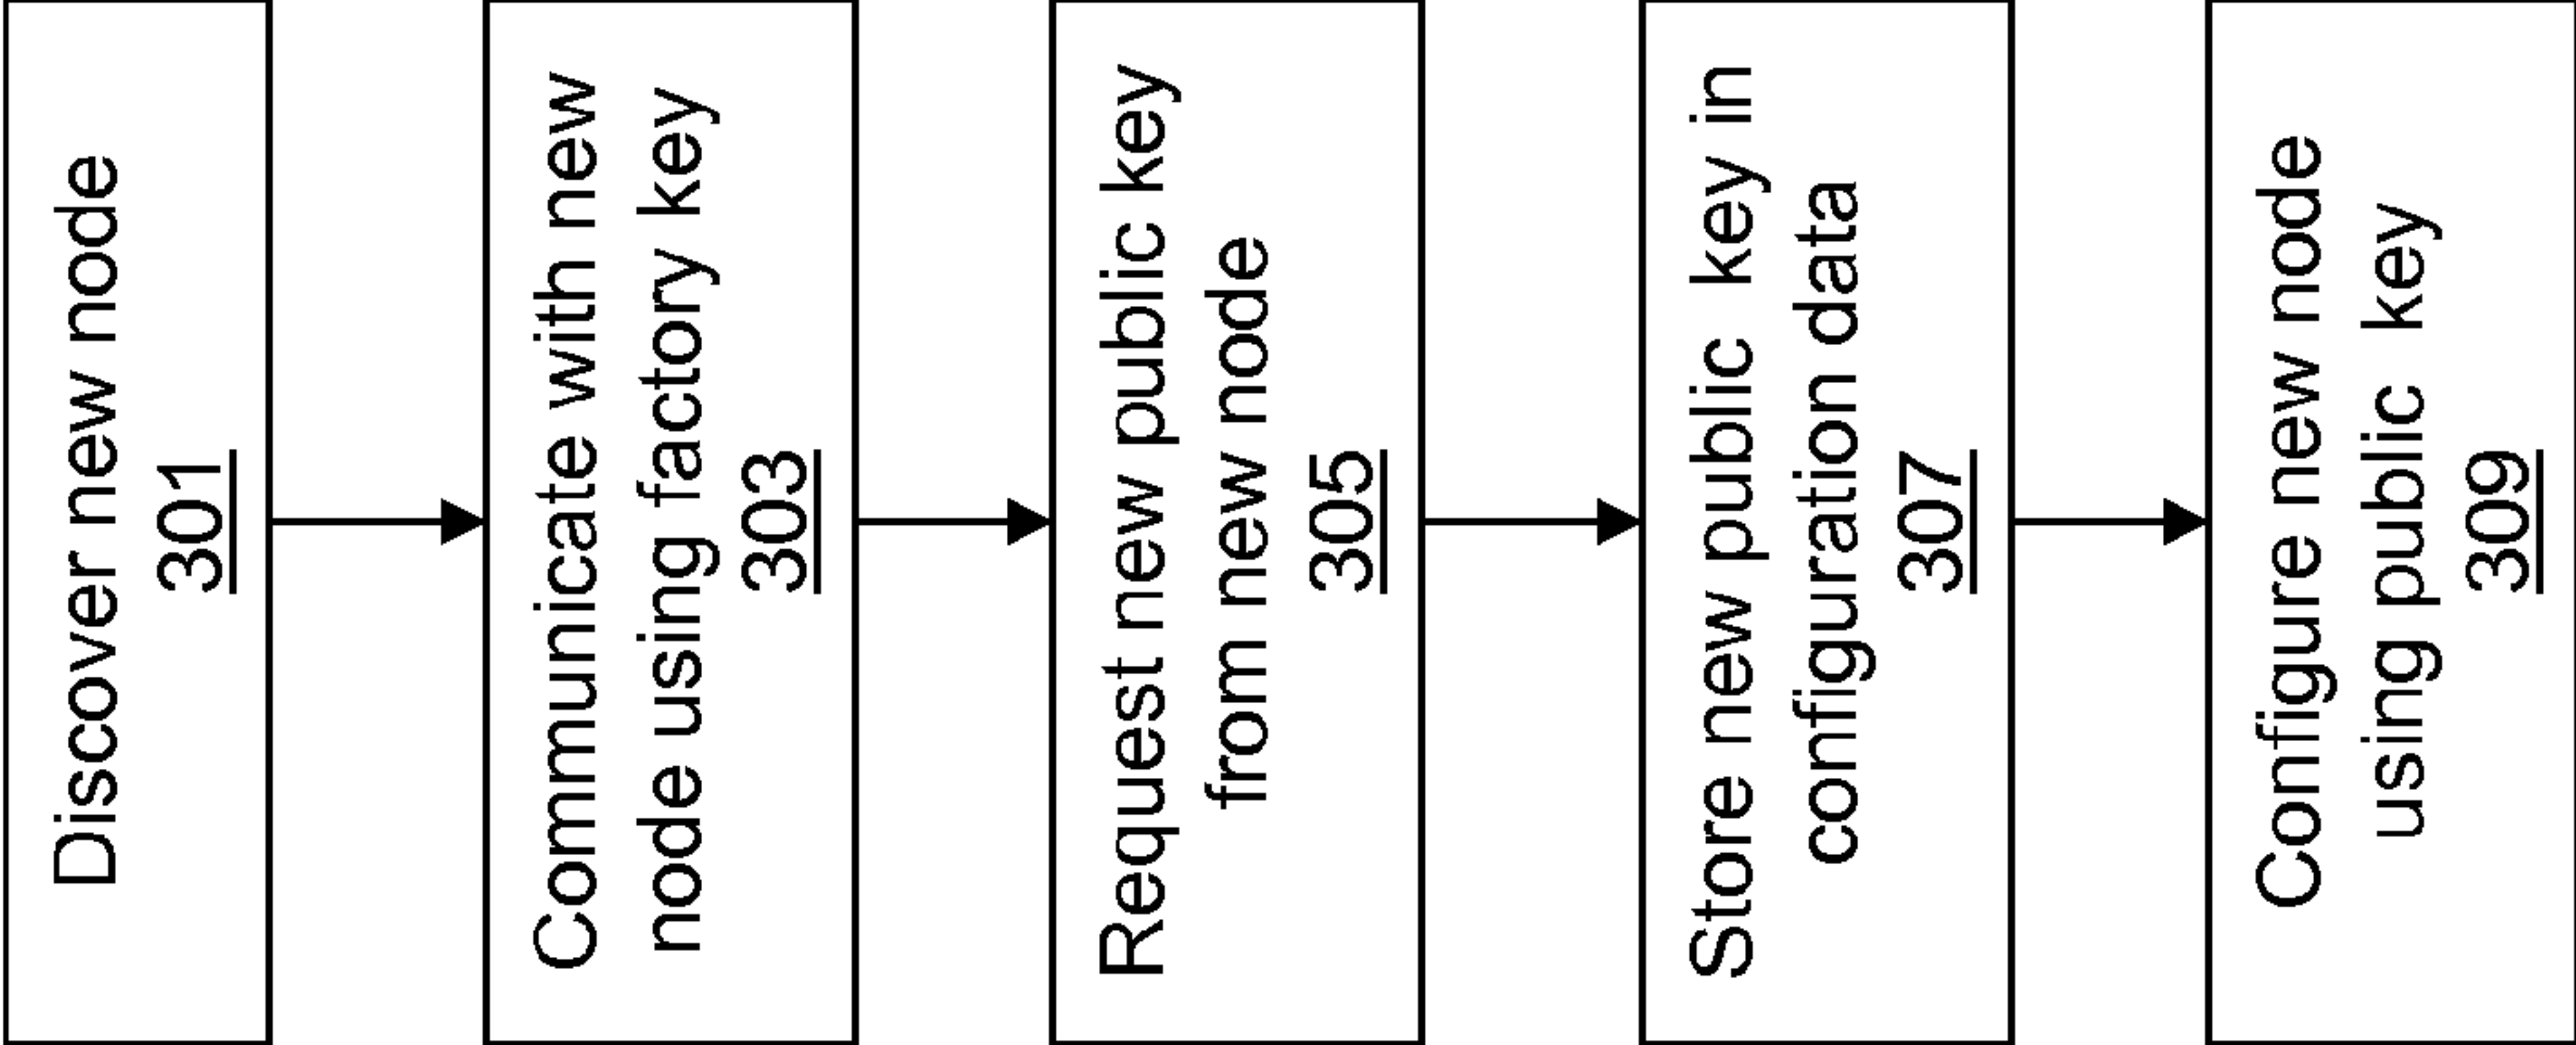 Discover new node
301
Communicate with new
node using factory key
303
Request new public key
from new node
305
Store new public key in
configuration data
307
Configure new node
using public key
309